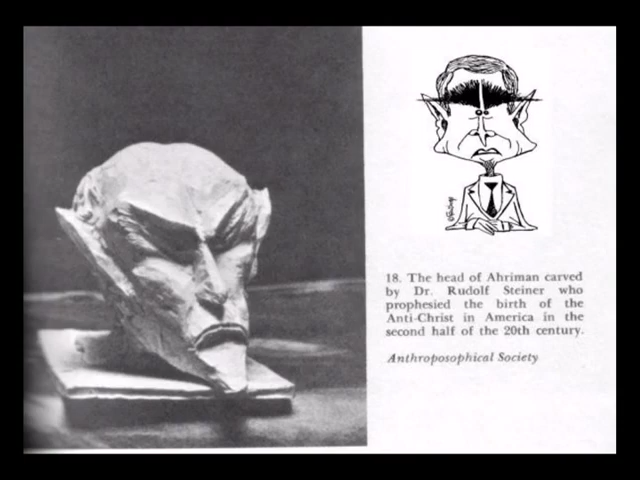 18. The head of Ahriman carved
by Dr. Rudolf Steiner who
prophesied the birth of the
Anti-Christ in America in the
second half of the 20th century.
Anthroposophical Society